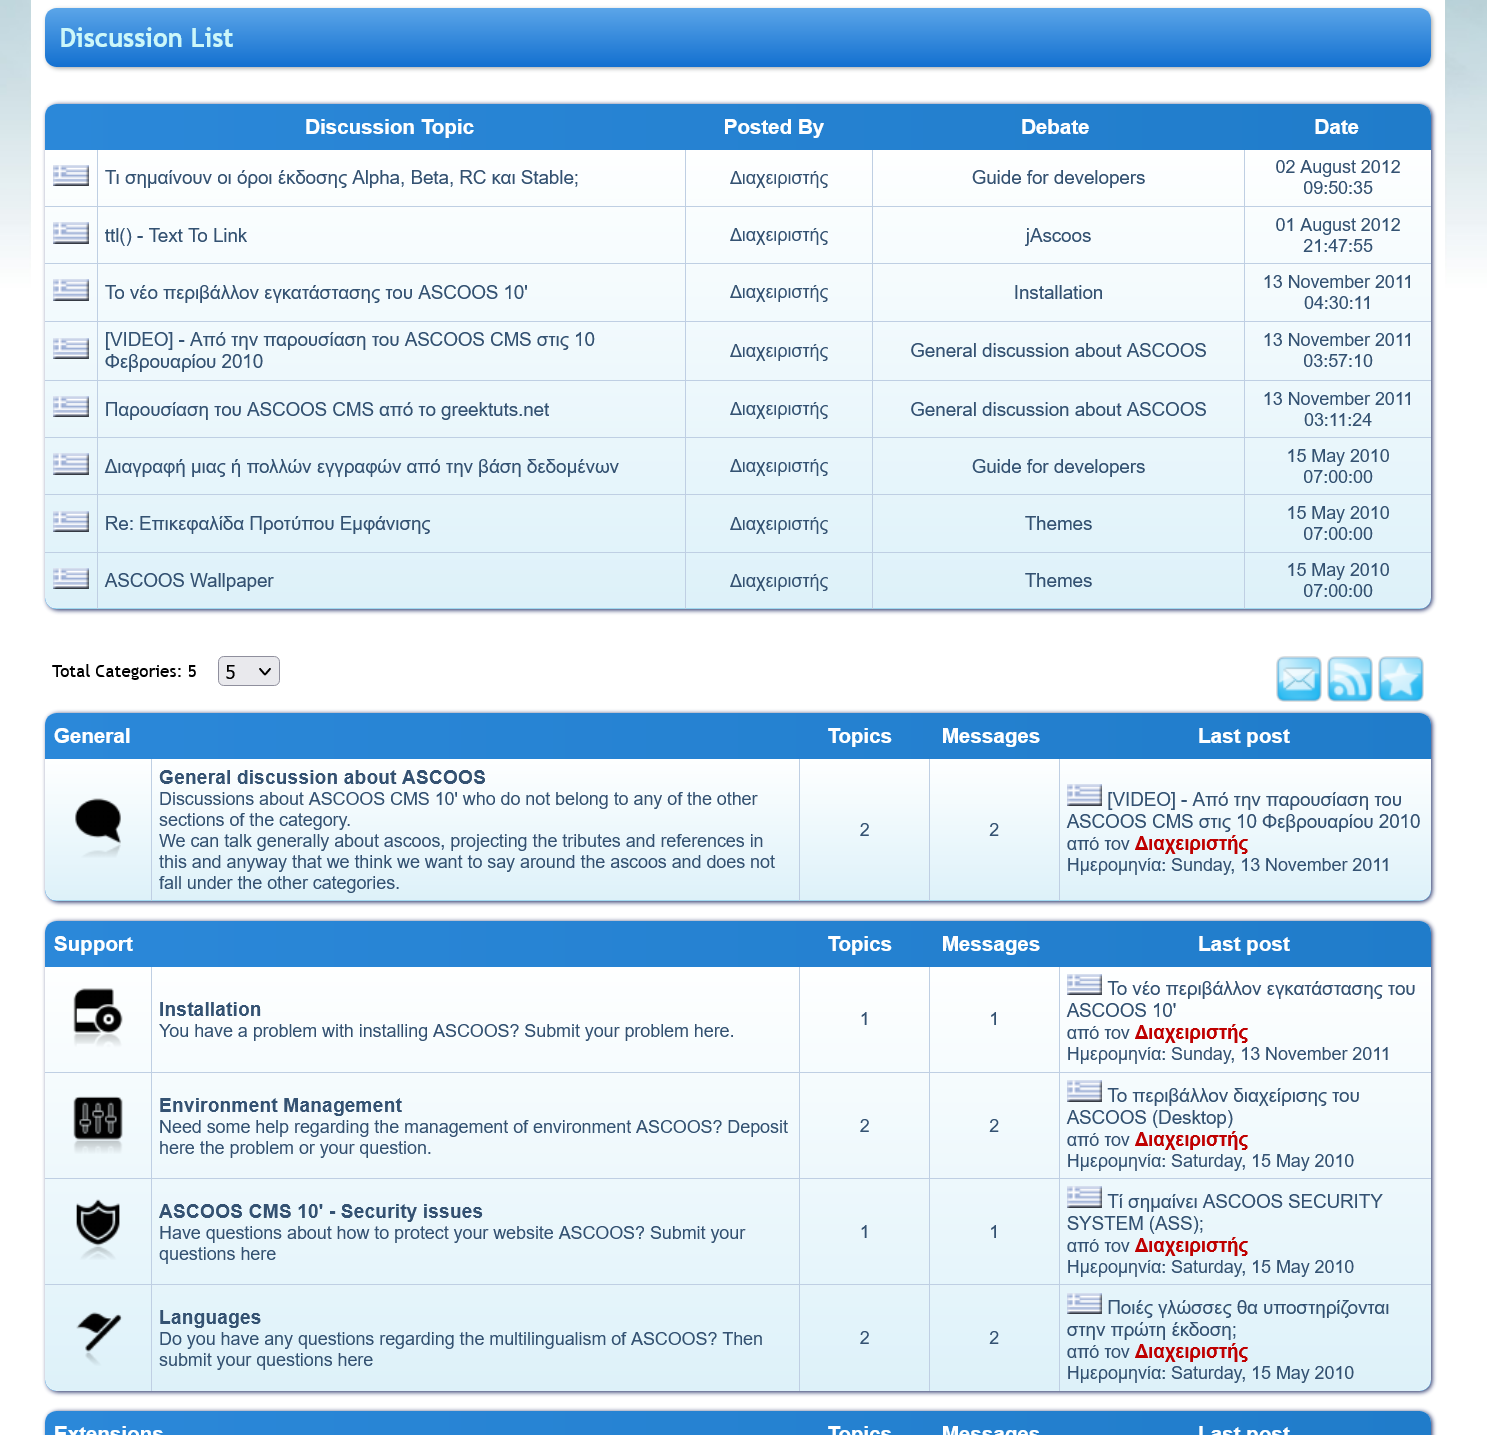 Discussion List
Discussion Topic Posted By Debate Date
Τι σημαίνουν οι όροι έκδοσης Alpha, Beta, RC και Stable; Διαχειριστής Guide for developers 02 August 2012
09:50:35
ttl() - Text To Link Διαχειριστής jAscoos 01 August 2012
21:47:55
Το νέο περιβάλλον εγκατάστασης του ASCOOS 10' Διαχειριστής Installation 13 November 2011
04:30:11
[VIDEO] - Από την παρουσίαση του ASCOOS CMS στις 10
Φεβρουαρίου 2010 Διαχειριστής General discussion about ASCOOS 13 November 2011
03:57:10
Παρουσίαση του ASCOOS CMS από το greektuts.net Διαχειριστής General discussion about ASCOOS 13 November 2011
03:11:24
Διαγραφή μιας ή πολλών εγγραφών από την βάση δεδομένων Διαχειριστής Guide for developers 15 May 2010
07:00:00
Re: Επικεφαλίδα Προτύπου Εμφάνισης Διαχειριστής Themes 15 May 2010
07:00:00
ASCOOS Wallpaper Διαχειριστής Themes 15 May 2010
07:00:00
Total Categories: 5 5
General Topics Messages Last post
General discussion about ASCOOS
Discussions about ASCOOS CMS 10' who do not belong to any of the other
sections of the category.
We can talk generally about ascoos, projecting the tributes and references in
this and anyway that we think we want to say around the ascoos and does not
fall under the other categories.
2 2
[VIDEO] - Από την παρουσίαση του
ASCOOS CMS στις 10 Φεβρουαρίου 2010
από τον Διαχειριστής
Ημερομηνία: Sunday, 13 November 2011
Support Topics Messages Last post
Installation
You have a problem with installing ASCOOS? Submit your problem here.
1 1
Το νέο περιβάλλον εγκατάστασης του
ASCOOS 10'
από τον Διαχειριστής
Ημερομηνία: Sunday, 13 November 2011
Environment Management
Need some help regarding the management of environment ASCOOS? Deposit
here the problem or your question.
2 2
Το περιβάλλον διαχείρισης του
ASCOOS (Desktop)
από τον Διαχειριστής
Ημερομηνία: Saturday, 15 May 2010
ASCOOS CMS 10' - Security issues
Have questions about how to protect your website ASCOOS? Submit your
questions here
1 1
Τί σημαίνει ASCOOS SECURITY
SYSTEM (ASS);
από τον Διαχειριστής
Ημερομηνία: Saturday, 15 May 2010
Languages
Do you have any questions regarding the multilingualism of ASCOOS? Then
submit your questions here
2 2
Ποιές γλώσσες θα υποστηρίζονται
στην πρώτη έκδοση;
από τον Διαχειριστής
Ημερομηνία: Saturday, 15 May 2010
Extensions Topics Messages Last post